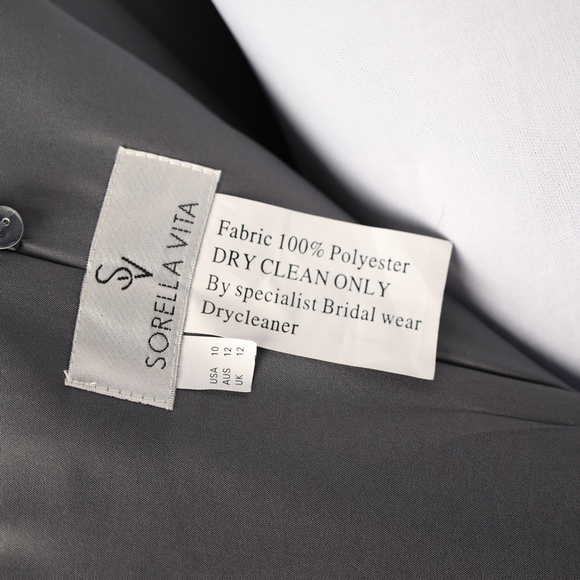 SV
SORELLA VITA
Fabric 100% Polyester
DRY CLEAN ONLY
By specialist Bridal wear
Drycleaner
USA 10
AUS 12
UK 12